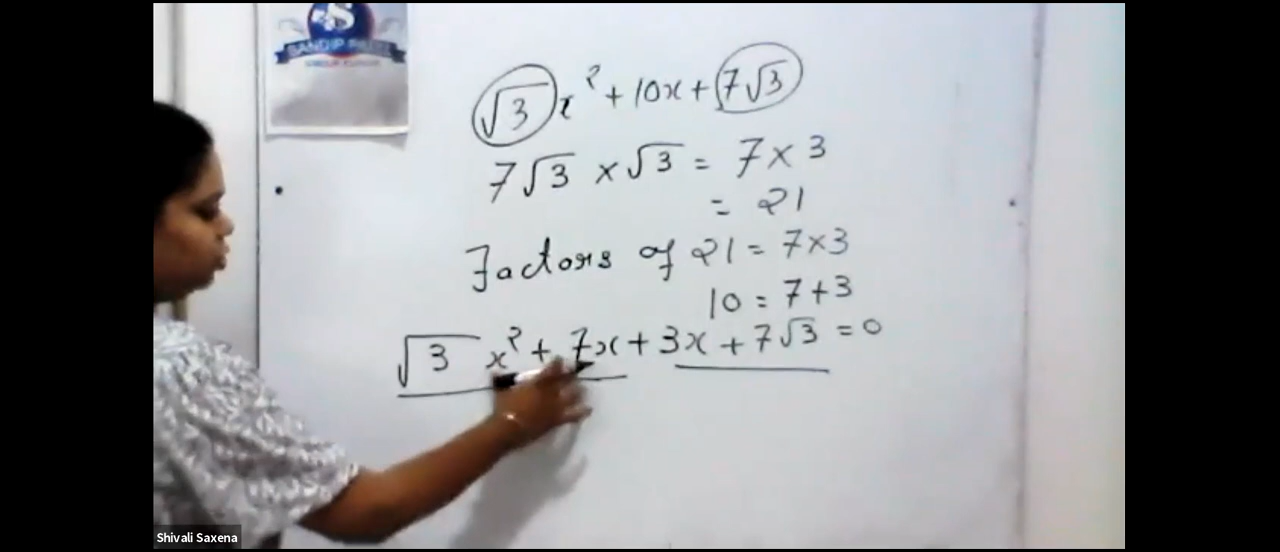 SANDIP
√3 x² + 10x + 7√3
7√3 × √3 = 7 × 3
= 21
Factors of 21 = 7×3
10 = 7+3
√3 x² + 7x + 3x + 7√3 = 0
Shivali Saxena